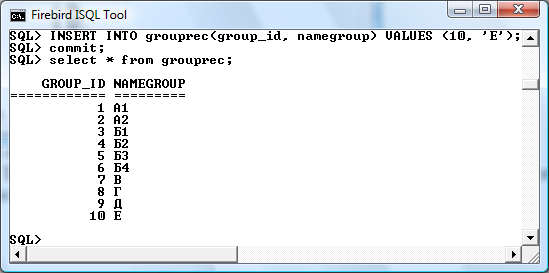 Firebird ISQL Tool
SQL> INSERT INTO grouprec(group_id, namegroup) VALUES (10, 'Е');
SQL> commit;
SQL> select * from grouprec;
GROUP_ID NAMEGROUP
============ =========
1 А1
2 А2
3 Б1
4 Б2
5 Б3
6 Б4
7 В
8 Г
9 Д
10 Е
SQL>